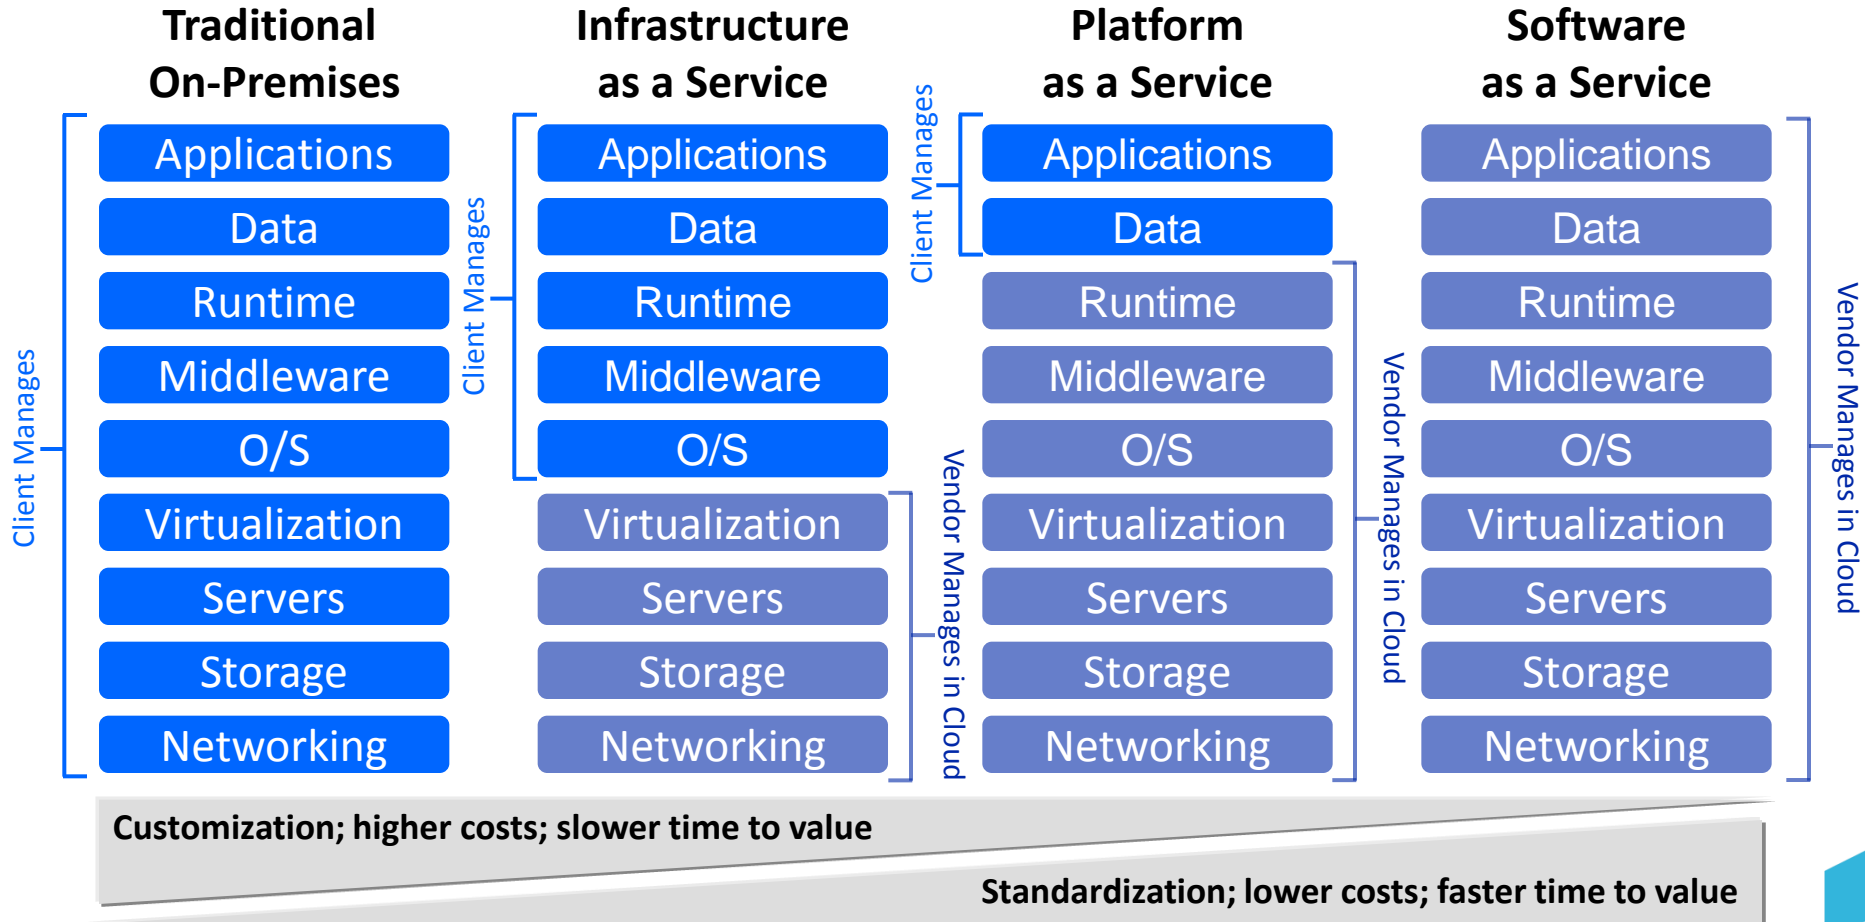 Traditional
On-Premises
Client Manages
Applications
Data
Runtime
Middleware
O/S
Virtualization
Servers
Storage
Networking
Infrastructure
as a Service
Client Manages
Applications
Data
Runtime
Middleware
O/S
Virtualization
Servers
Storage
Networking
Vendor Manages in Cloud
Platform
as a Service
Client Manages
Applications
Data
Runtime
Middleware
O/S
Virtualization
Servers
Storage
Networking
Vendor Manages in Cloud
Software
as a Service
Applications
Data
Runtime
Middleware
O/S
Virtualization
Servers
Storage
Networking
Vendor Manages in Cloud
Customization; higher costs; slower time to value
Standardization; lower costs; faster time to value